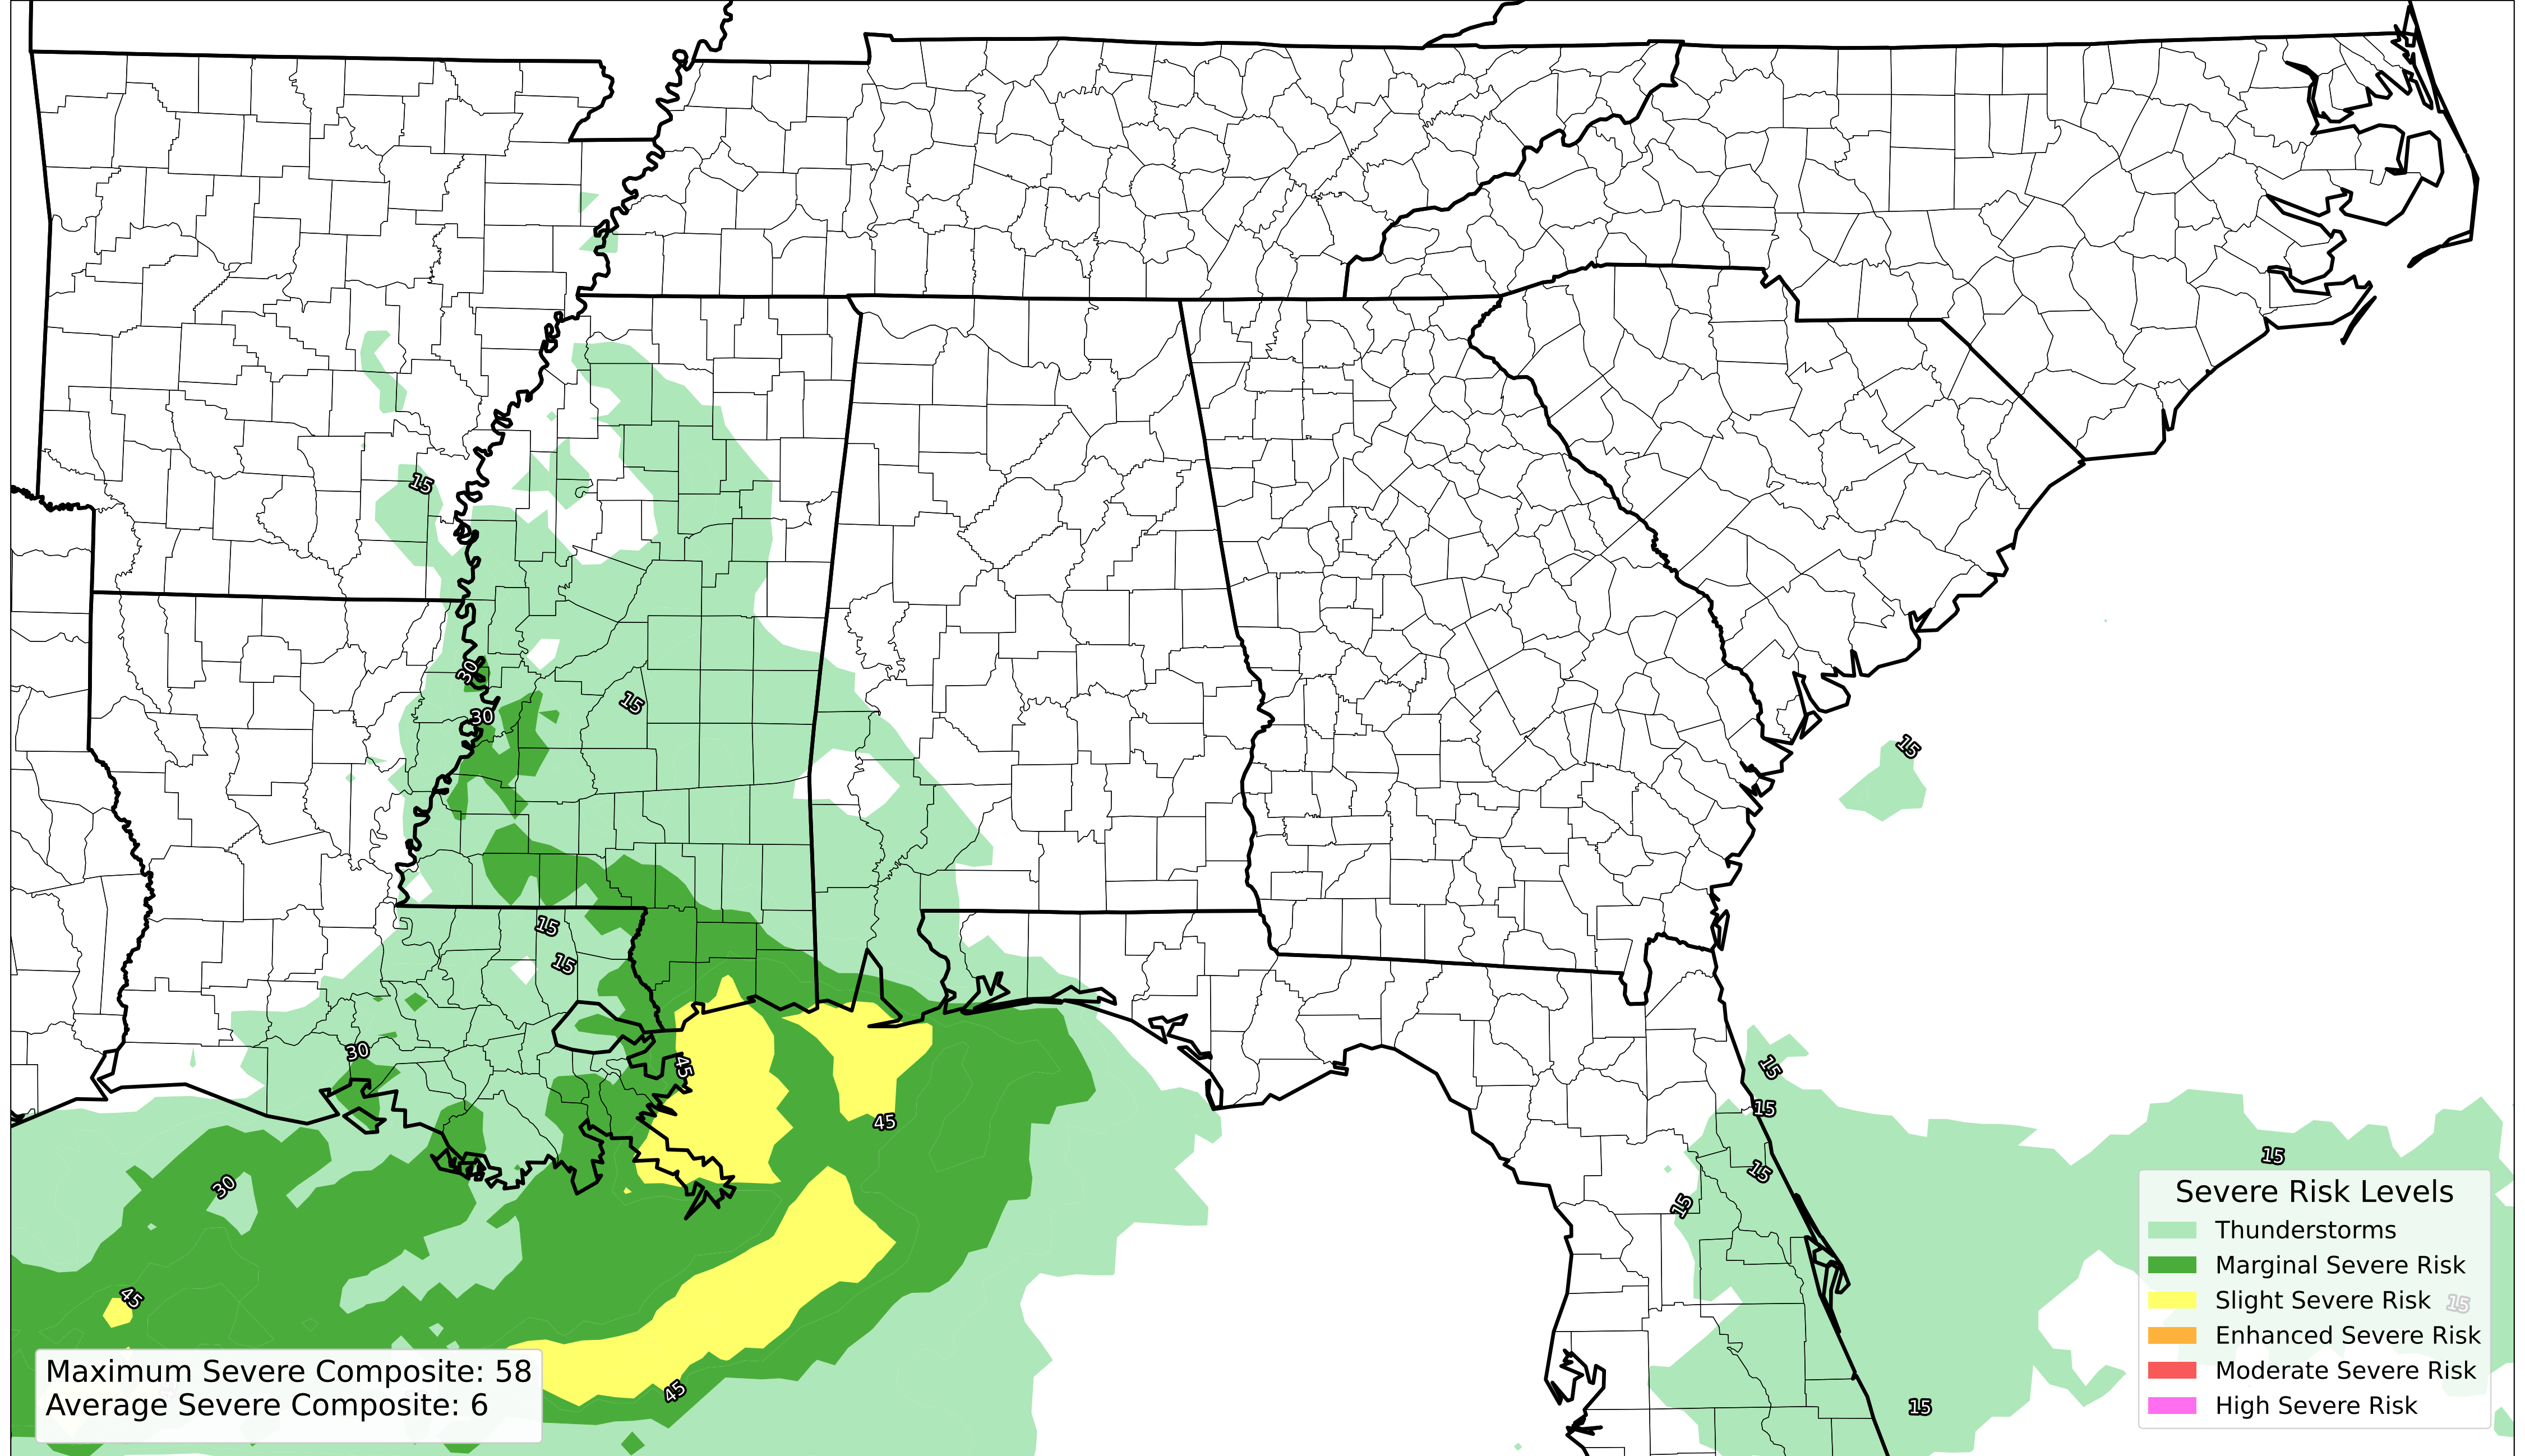 15
30
30
15
15
15
15
30
45
45
15
15
15
15
15
30
45
45
15
Severe Risk Levels
Thunderstorms
Marginal Severe Risk
Slight Severe Risk
15
Enhanced Severe Risk
Moderate Severe Risk
High Severe Risk
Maximum Severe Composite: 58
Average Severe Composite: 6